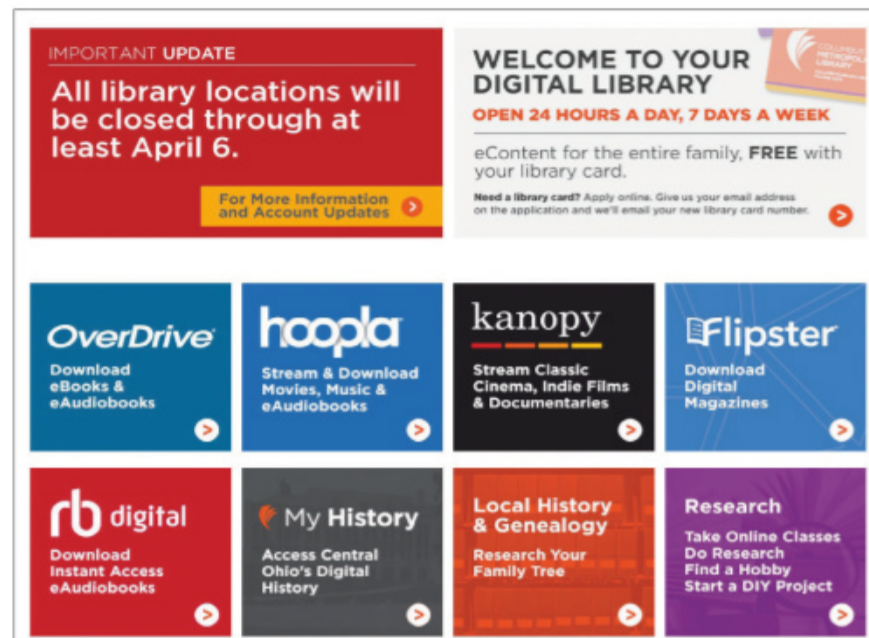 IMPORTANT UPDATE
All library locations will
be closed through at
least April 6.
For More Information
and Account Updates
WELCOME TO YOUR
DIGITAL LIBRARY
OPEN 24 HOURS A DAY, 7 DAYS A WEEK
eContent for the entire family, FREE with
your library card.
Need a library card? Apply online. Give us your email address
on the application and we'll email your new library card number.
COLUMBUS
METROPOLITAN
LIBRARY
OverDrive
Download
eBooks &
eAudiobooks
hoopla
Stream & Download
Movies, Music &
eAudiobooks
kanopy
Stream Classic
Cinema, Indie Films
& Documentaries
Flipster
Download
Digital
Magazines
rb digital
Download
Instant Access
eAudiobooks
My History
Access Central
Ohio's Digital
History
Local History
& Genealogy
Research Your
Family Tree
Research
Take Online Classes
Do Research
Find a Hobby
Start a DIY Project